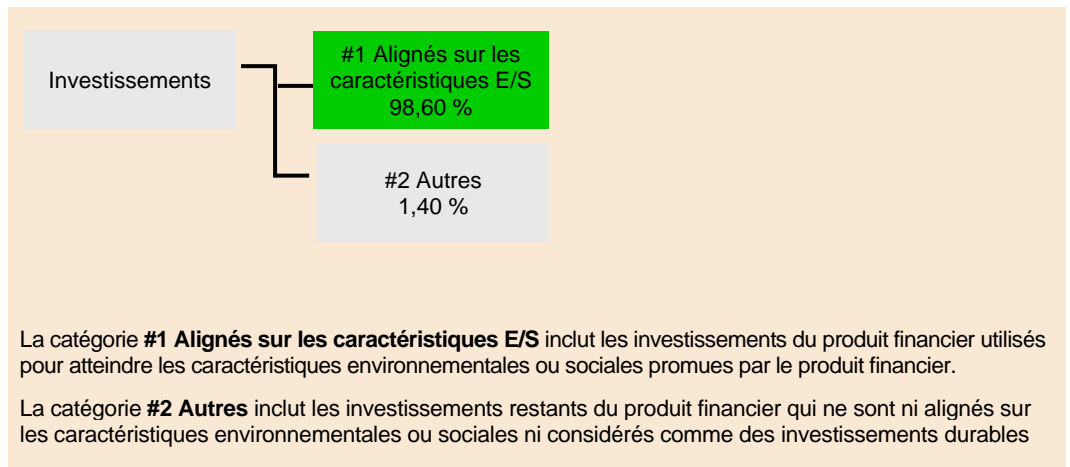 Investissements
#1 Alignés sur les
caractéristiques E/S
98,60 %
#2 Autres
1,40 %
La catégorie #1 Alignés sur les caractéristiques E/S inclut les investissements du produit financier utilisés
pour atteindre les caractéristiques environnementales ou sociales promues par le produit financier.
La catégorie #2 Autres inclut les investissements restants du produit financier qui ne sont ni alignés sur
les caractéristiques environnementales ou sociales ni considérés comme des investissements durables